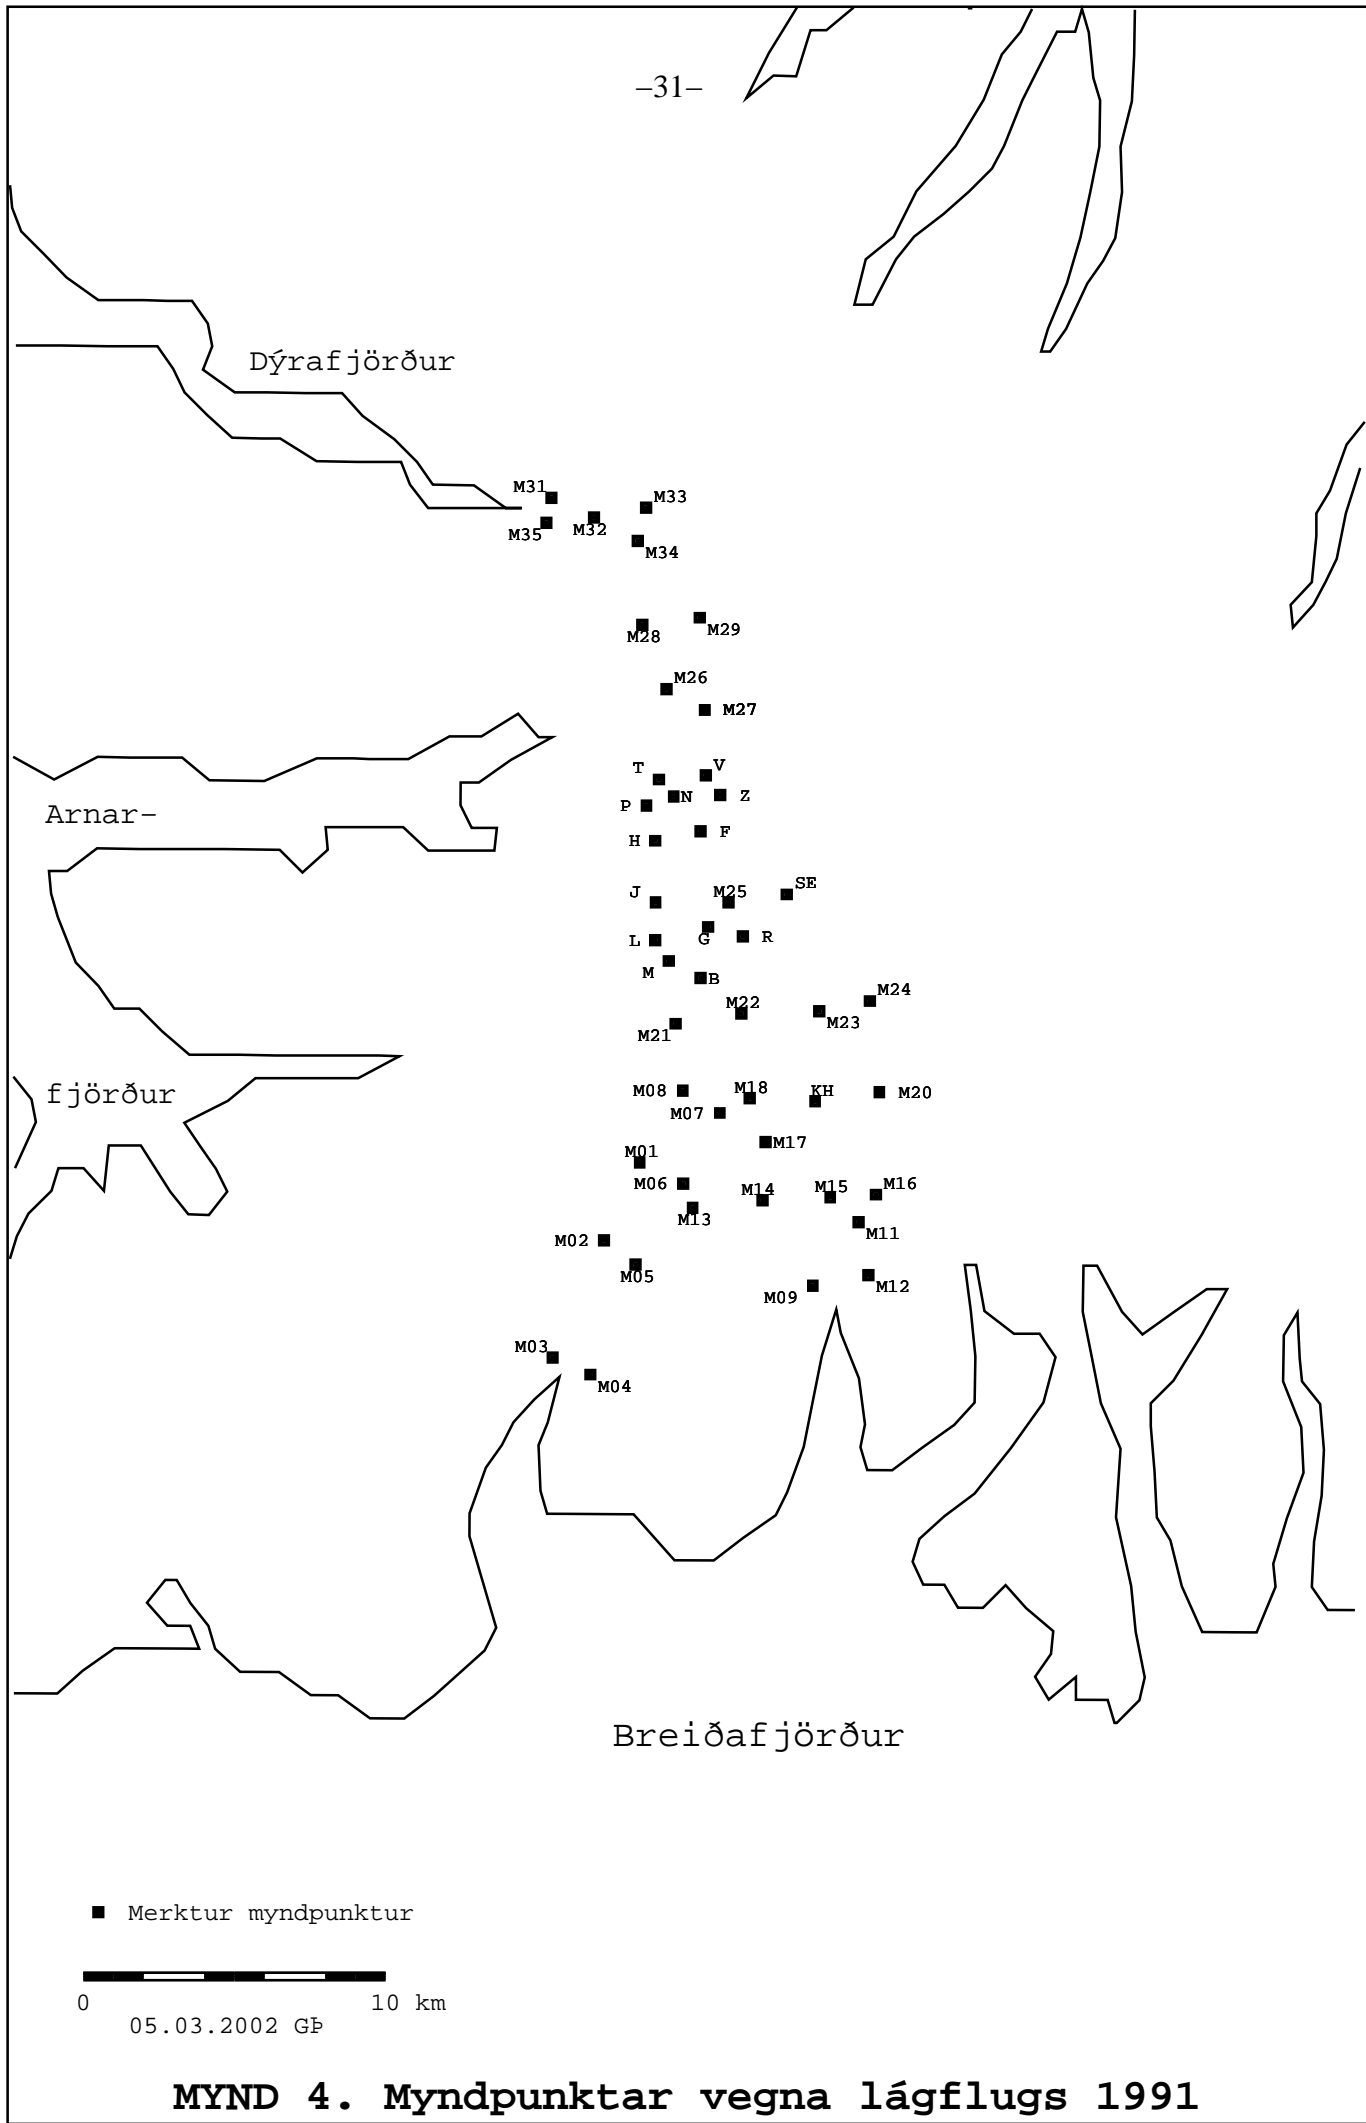 –31–
Dýrafjörður
M31
M33
M35
M32
M34
M28
M29
M26
M27
T
V
P
N
Z
Arnar–
H
F
J
M25
SE
L
G
R
M
B
M22
M24
M21
M23
fjörður
M08
M18
KH
M20
M07
M17
M01
M06
M14
M15
M16
M13
M11
M02
M05
M09
M12
M03
M04
Breiðafjörður
Merktur myndpunktur
0 10 km
05.03.2002 GÞ
MYND 4. Myndpunktar vegna lágflugs 1991